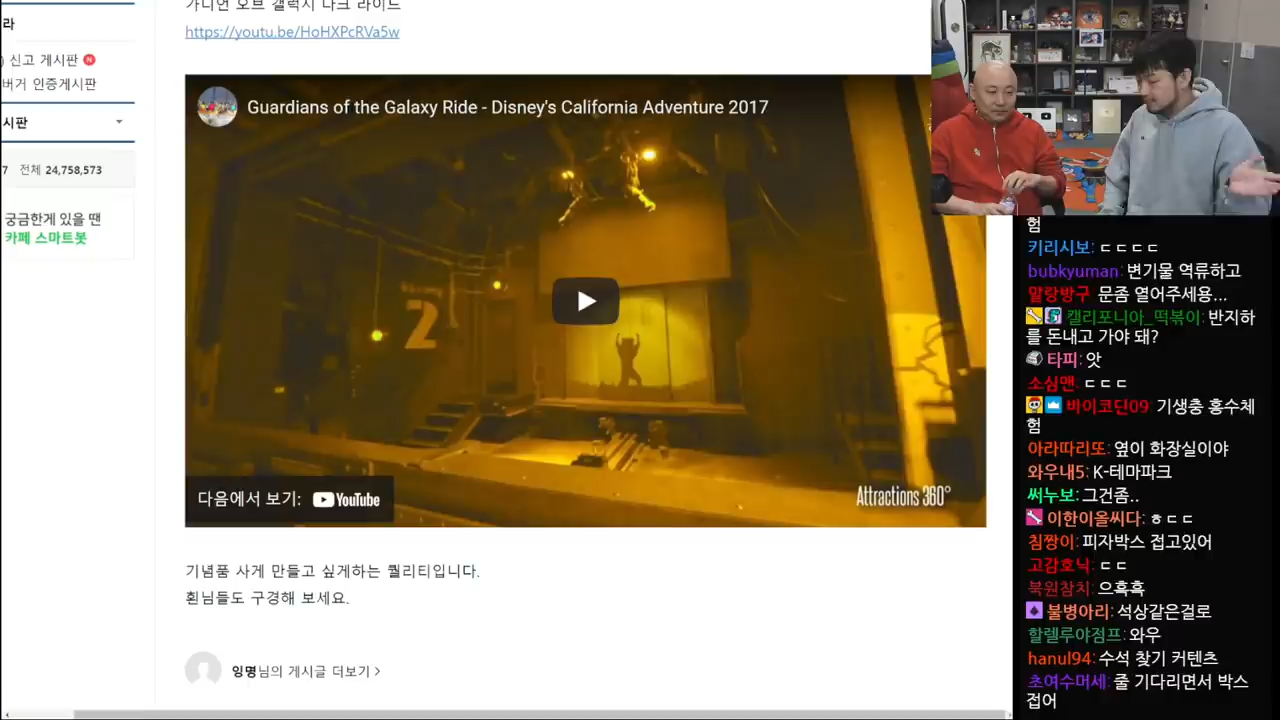 가디언 오브 갤럭시 다크 라이드
https://youtu.be/HoHXPcRVa5w
라
신고 게시판 N
버거 인증게시판
시판
7 전체 24,758,573
궁금한게 있을 땐
카페 스마트봇
Guardians of the Galaxy Ride - Disney's California Adventure 2017
2
다음에서 보기: YouTube
Attractions 360°
기념품 사게 만들고 싶게하는 퀄리티입니다.
횐님들도 구경해 보세요.
잉명님의 게시글 더보기 >
험
키리시보: ㄷㄷㄷㄷ
bubkyuman: 변기물 역류하고
말랑방구: 문좀 열어주세용...
캘리포니아_떡볶이: 반지하
를 돈내고 가야 돼?
타피: 앗
소심맨: ㄷㄷㄷ
바이코딘09: 기생충 홍수체
험
아라따리또: 옆이 화장실이야
와우내5: K-테마파크
써누보: 그건좀..
이한이올씨다: ㅎㄷㄷ
침짱이: 피자박스 접고있어
고감호닉: ㄷㄷ
북원참치: 으흑흑
불병아리: 석상같은걸로
할렐루야점프: 와우
hanul94: 수석 찾기 커텐츠
초여수머세: 줄 기다리면서 박스
접어